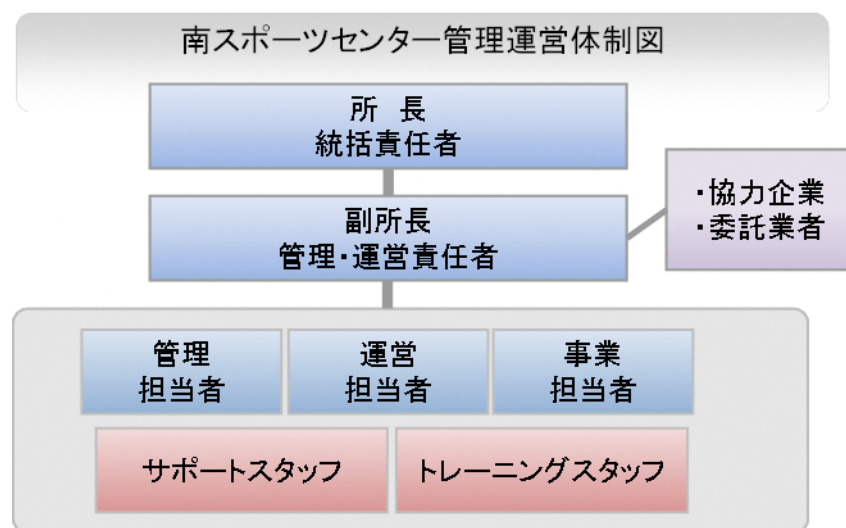 南スポーツセンター管理運営体制図
所 長
統括責任者
副所長
管理・運営責任者
・協力企業
・委託業者
管理
担当者
運営
担当者
事業
担当者
サポートスタッフ
トレーニングスタッフ